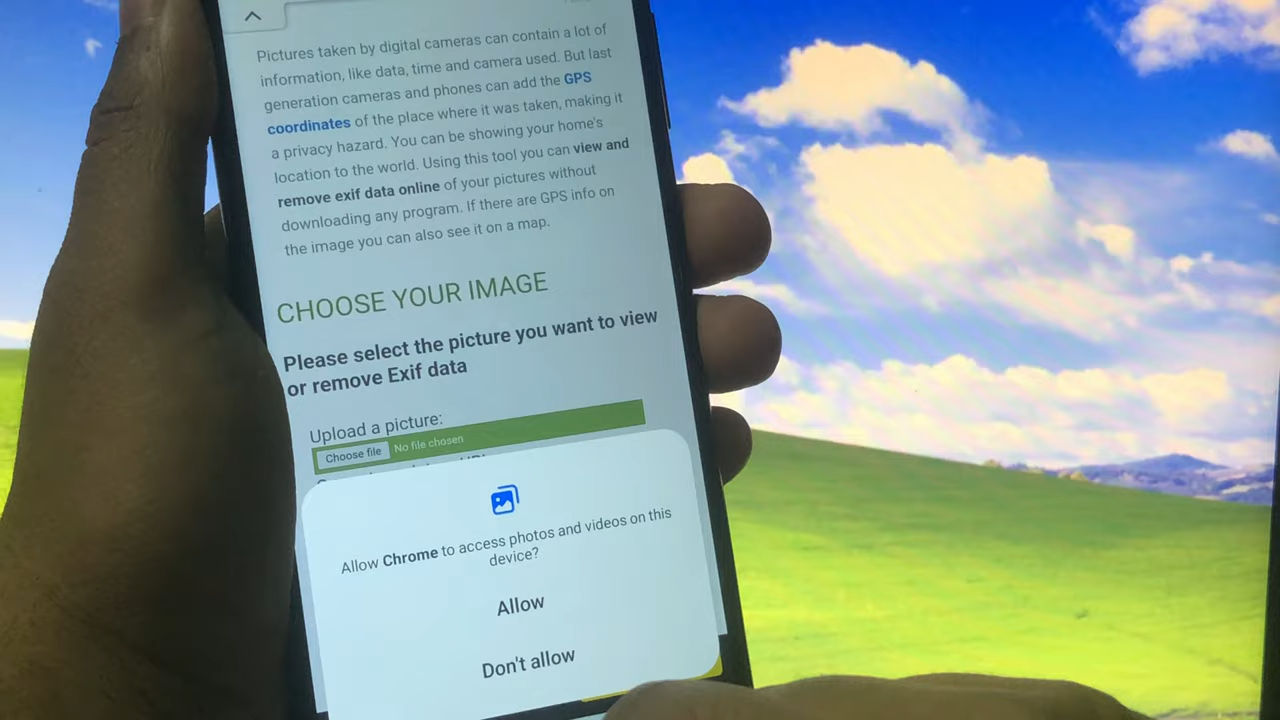 Pictures taken by digital cameras can contain a lot of
information, like data, time and camera used. But last
generation cameras and phones can add the GPS
coordinates of the place where it was taken, making it
a privacy hazard. You can be showing your home's
location to the world. Using this tool you can view and
remove exif data online of your pictures without
downloading any program. If there are GPS info on
the image you can also see it on a map.
CHOOSE YOUR IMAGE
Please select the picture you want to view
or remove Exif data
Upload a picture:
Choose file No file chosen
Allow Chrome to access photos and videos on this
device?
Allow
Don't allow